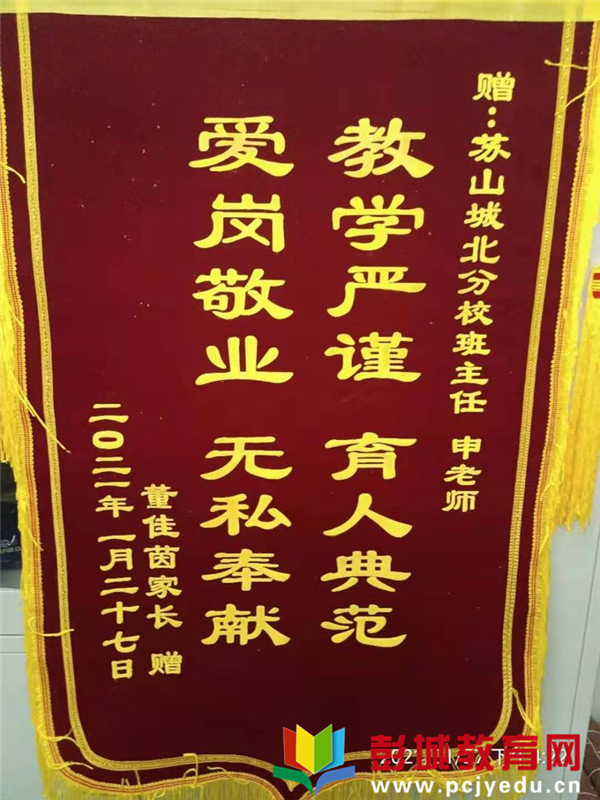 赠：苏山城北分校班主任 申老师
教学严谨 育人典范
爱岗敬业 无私奉献
董佳茵家长 赠
二〇二一年一月二十七日
彭城教育网
www.pcjyedu.cn